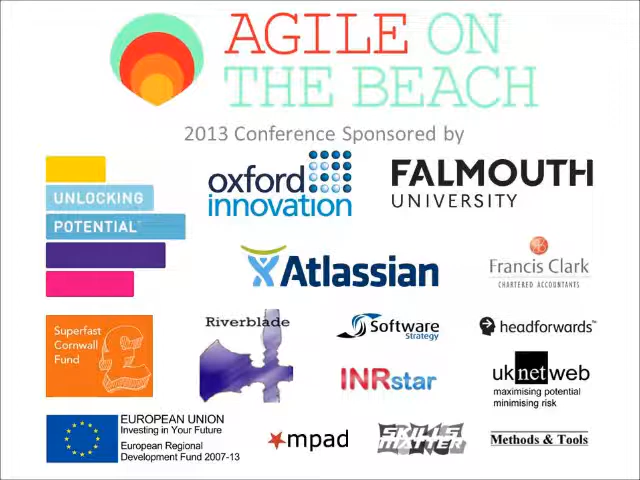 AGILE ON
THE BEACH
2013 Conference Sponsored by
UNLOCKING
POTENTIAL
oxford
innovation
FALMOUTH
UNIVERSITY
Atlassian
Francis Clark
CHARTERED ACCOUNTANTS
Superfast
Cornwall
Fund
Riverblade
Software
Strategy
headforwards™
INRstar
uknetweb
maximising potential
minimising risk
EUROPEAN UNION
Investing in Your Future
European Regional
Development Fund 2007-13
mpad
SKILLS
MATTER
Methods & Tools